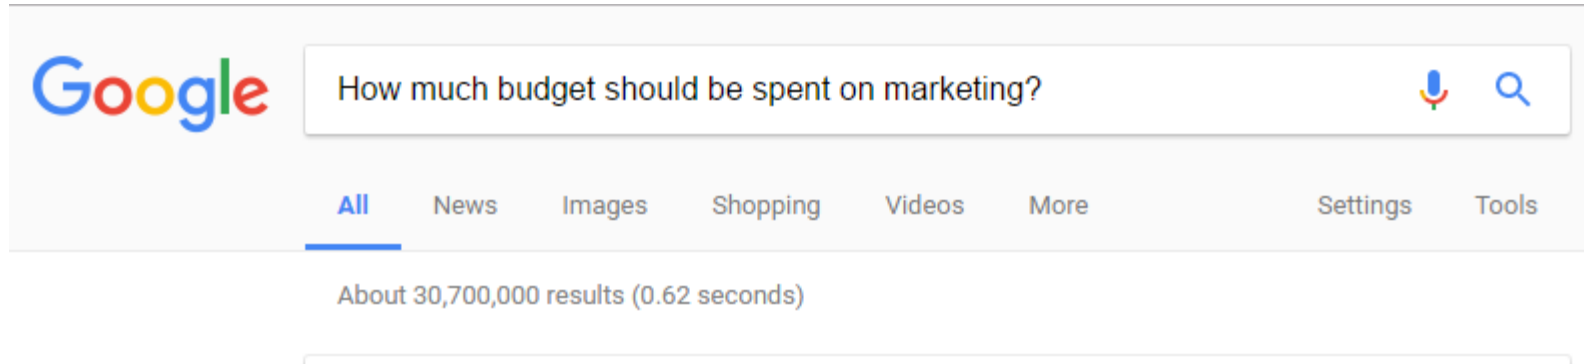 Google How much budget should be spent on marketing?
All News Images Shopping Videos More Settings Tools
About 30,700,000 results (0.62 seconds)